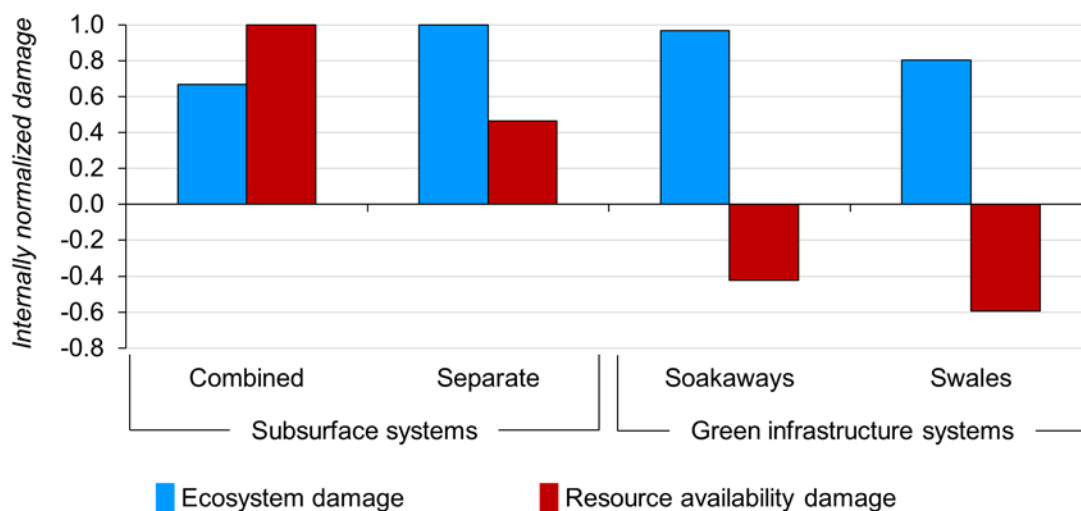 Internally normalized damage
1.0
0.8
0.6
0.4
0.2
0.0
-0.2
-0.4
-0.6
-0.8
Combined Separate Soakaways Swales
Subsurface systems Green infrastructure systems
Ecosystem damage Resource availability damage